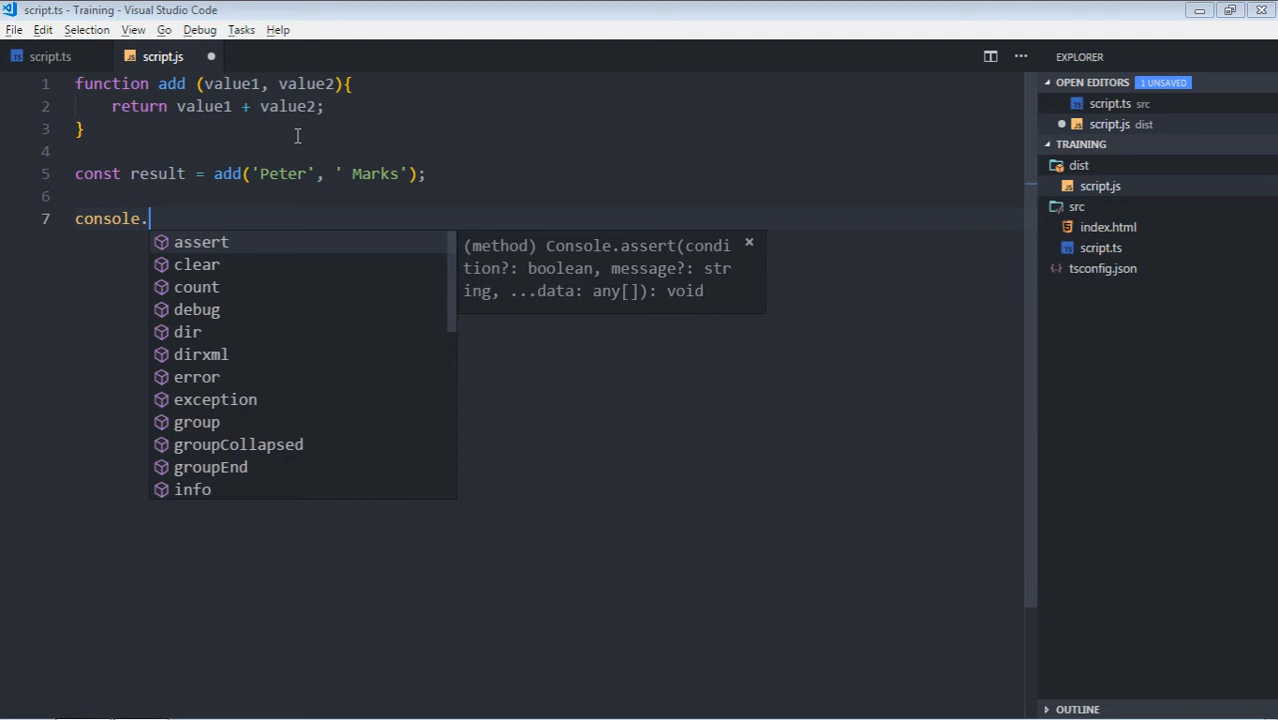 script.ts - Training - Visual Studio Code
File Edit Selection View Go Debug Tasks Help
script.ts script.js
1 function add (value1, value2){
2 return value1 + value2;
3 }
4
5 const result = add('Peter', ' Marks');
6
7 console.
assert
clear
count
debug
dir
dirxml
error
exception
group
groupCollapsed
groupEnd
info
(method) Console.assert(condi
tion?: boolean, message?: str
ing, ...data: any[]): void
EXPLORER
OPEN EDITORS 1 UNSAVED
script.ts src
script.js dist
TRAINING
dist
script.js
src
index.html
script.ts
tsconfig.json
OUTLINE